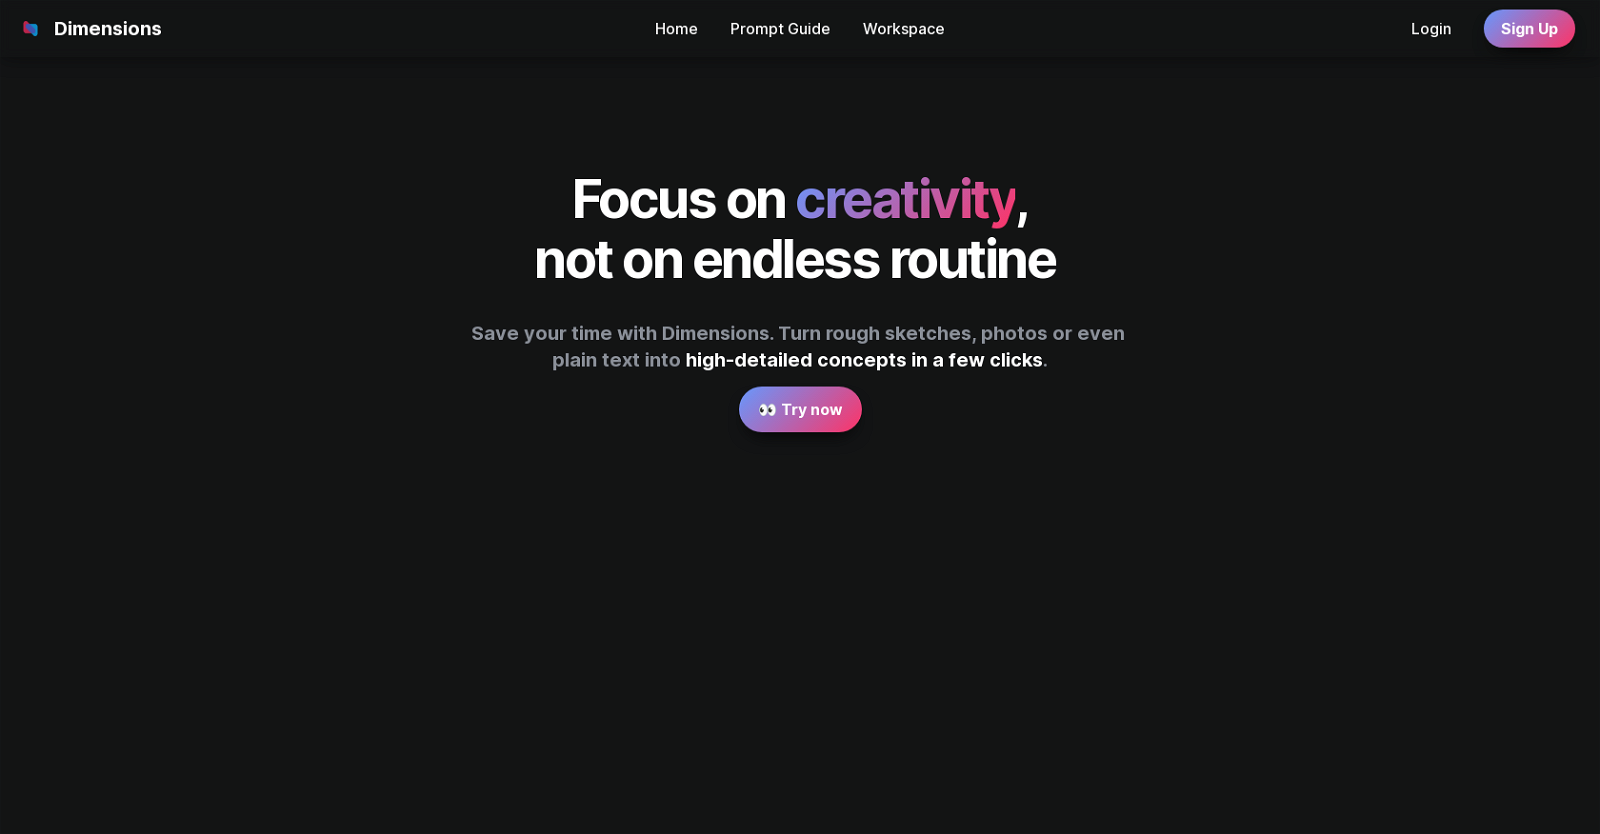 Dimensions
Home
Prompt Guide
Workspace
Login
Sign Up
Focus on creativity,
not on endless routine
Save your time with Dimensions. Turn rough sketches, photos or even
plain text into high-detailed concepts in a few clicks.
👀 Try now